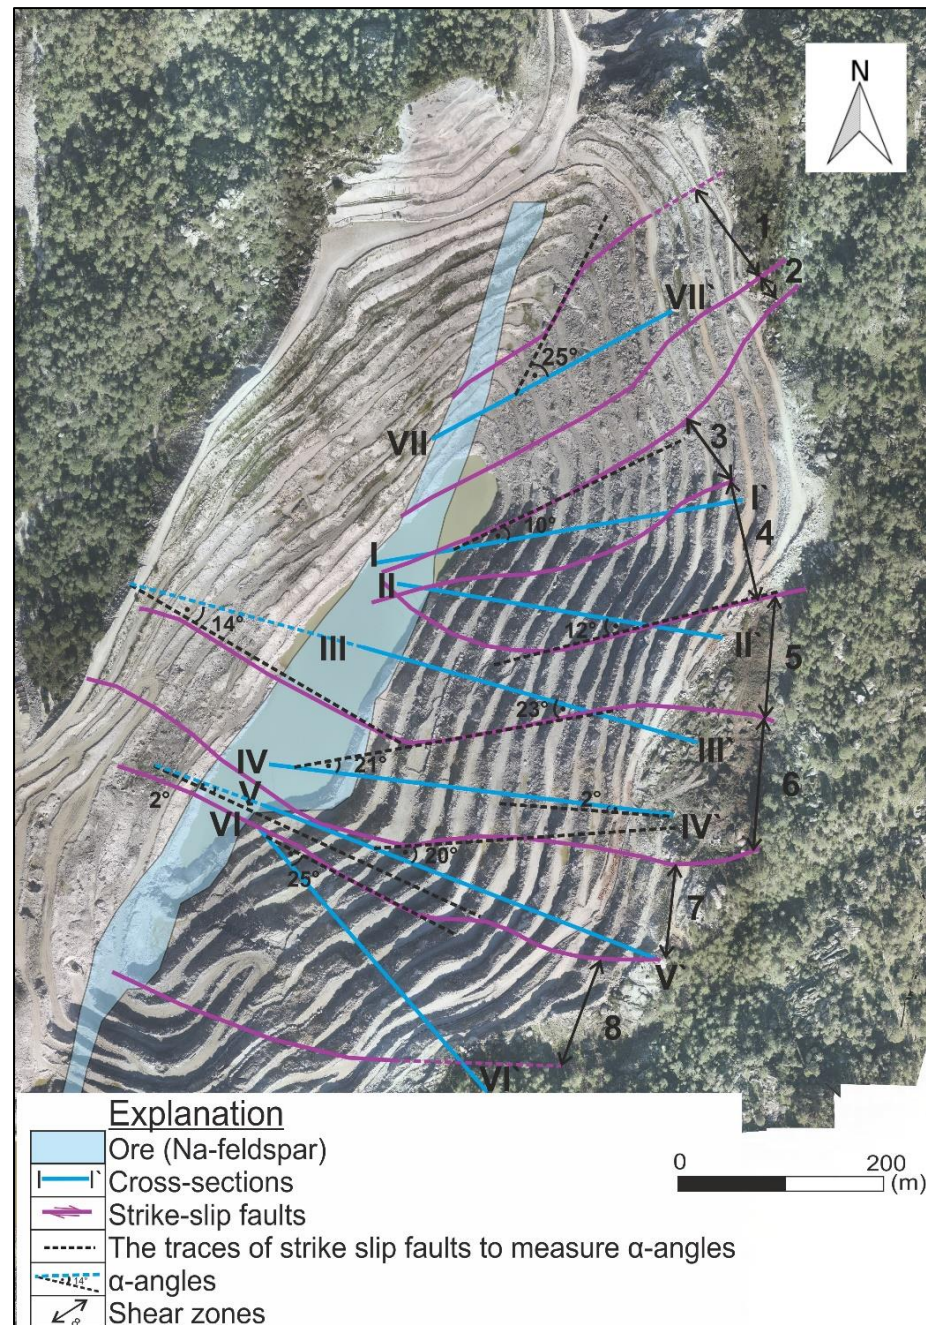 N
1
2
VII`
25°
VII
3
I`
10°
4
I
II
12°
II`
14°
III
5
23°
III`
IV
21°
6
V
2°
2°
VI
IV`
20°
25°
7
V`
8
VI
Explanation
Ore (Na-feldspar)
I I` Cross-sections
Strike-slip faults
The traces of strike slip faults to measure α-angles
14° α-angles
8 Shear zones
0 200
(m)